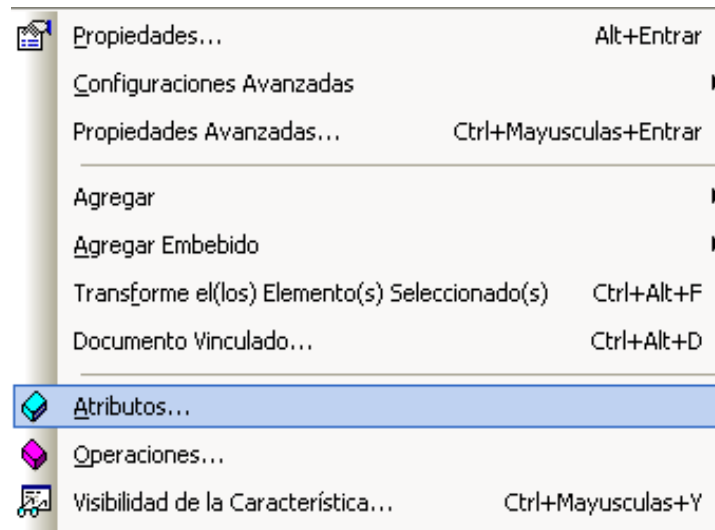 Propiedades... Alt+Entrar
Configuraciones Avanzadas
Propiedades Avanzadas... Ctrl+Mayusculas+Entrar
Agregar
Agregar Embebido
Transforme el(los) Elemento(s) Seleccionado(s) Ctrl+Alt+F
Documento Vinculado... Ctrl+Alt+D
Atributos...
Operaciones...
Visibilidad de la Característica... Ctrl+Mayusculas+Y